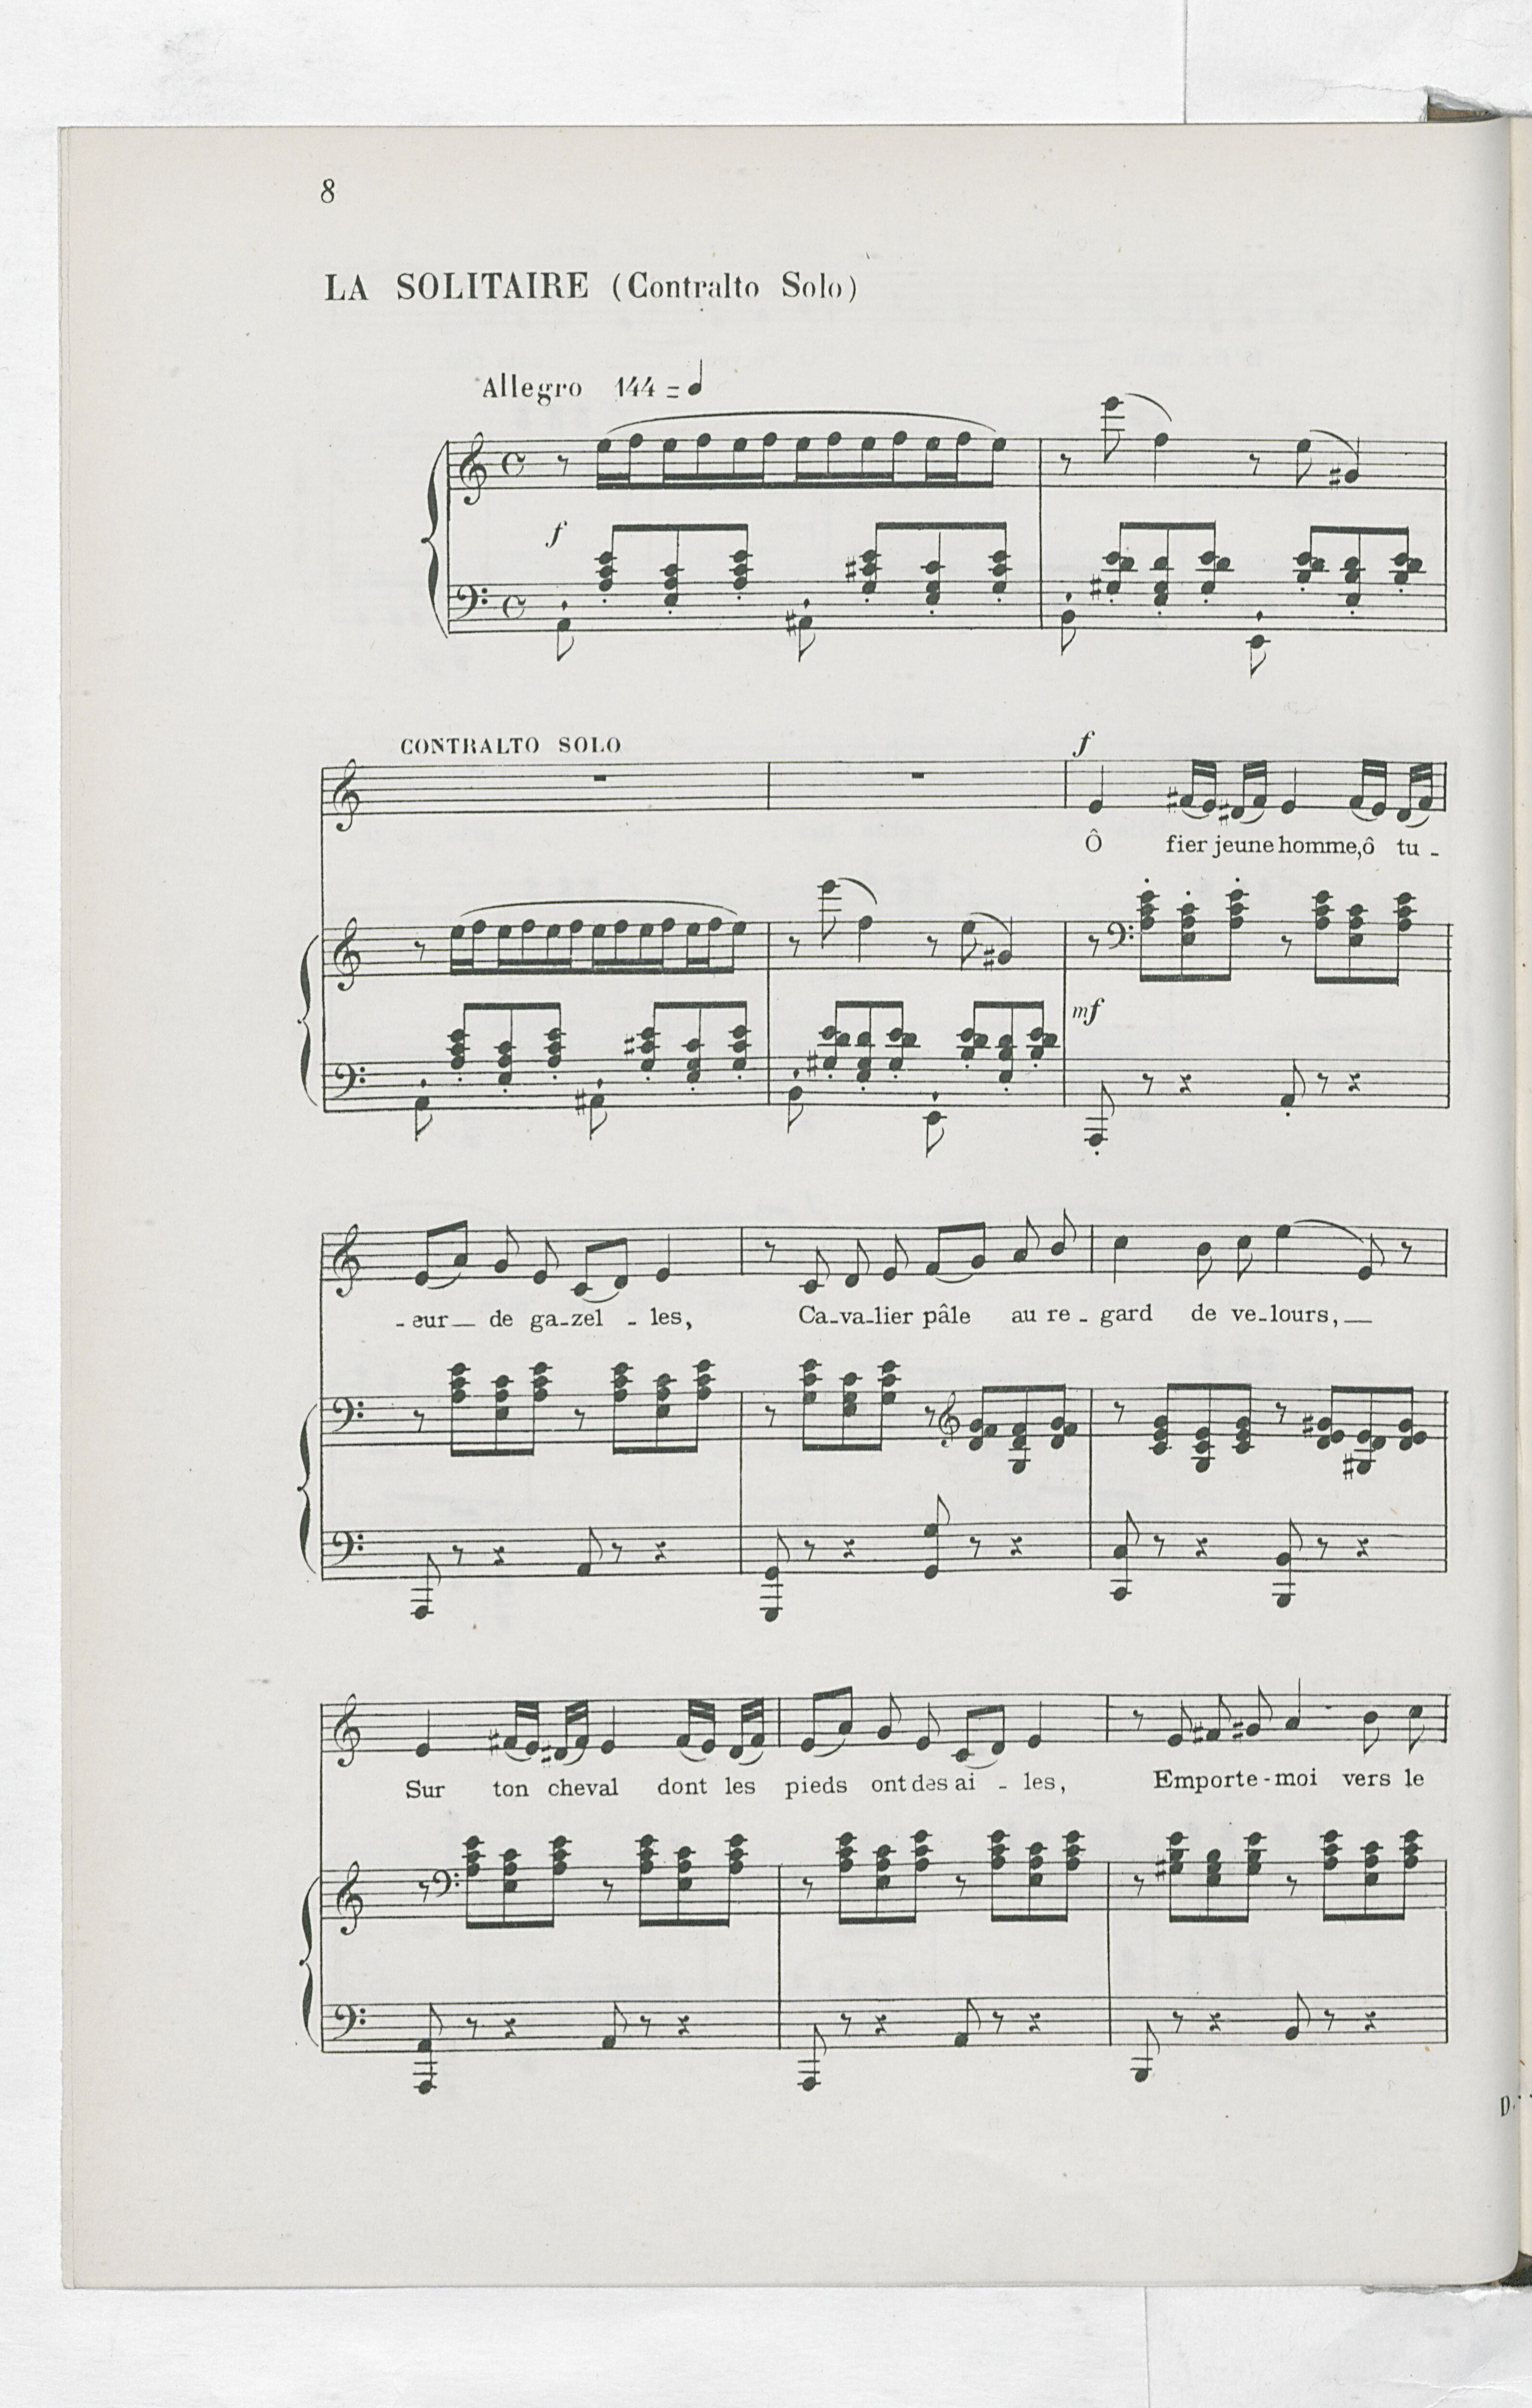 8
LA SOLITAIRE (Contralto Solo)
Allegro 144 =
f
CONTRALTO SOLO
f
Ô fier jeune homme, ô tu -
mf
- eur — de ga - zel - les, Ca - va - lier pâle au re - gard de ve - lours, —
Sur ton cheval dont les pieds ont des ai - les, Emporte - moi vers le
D.